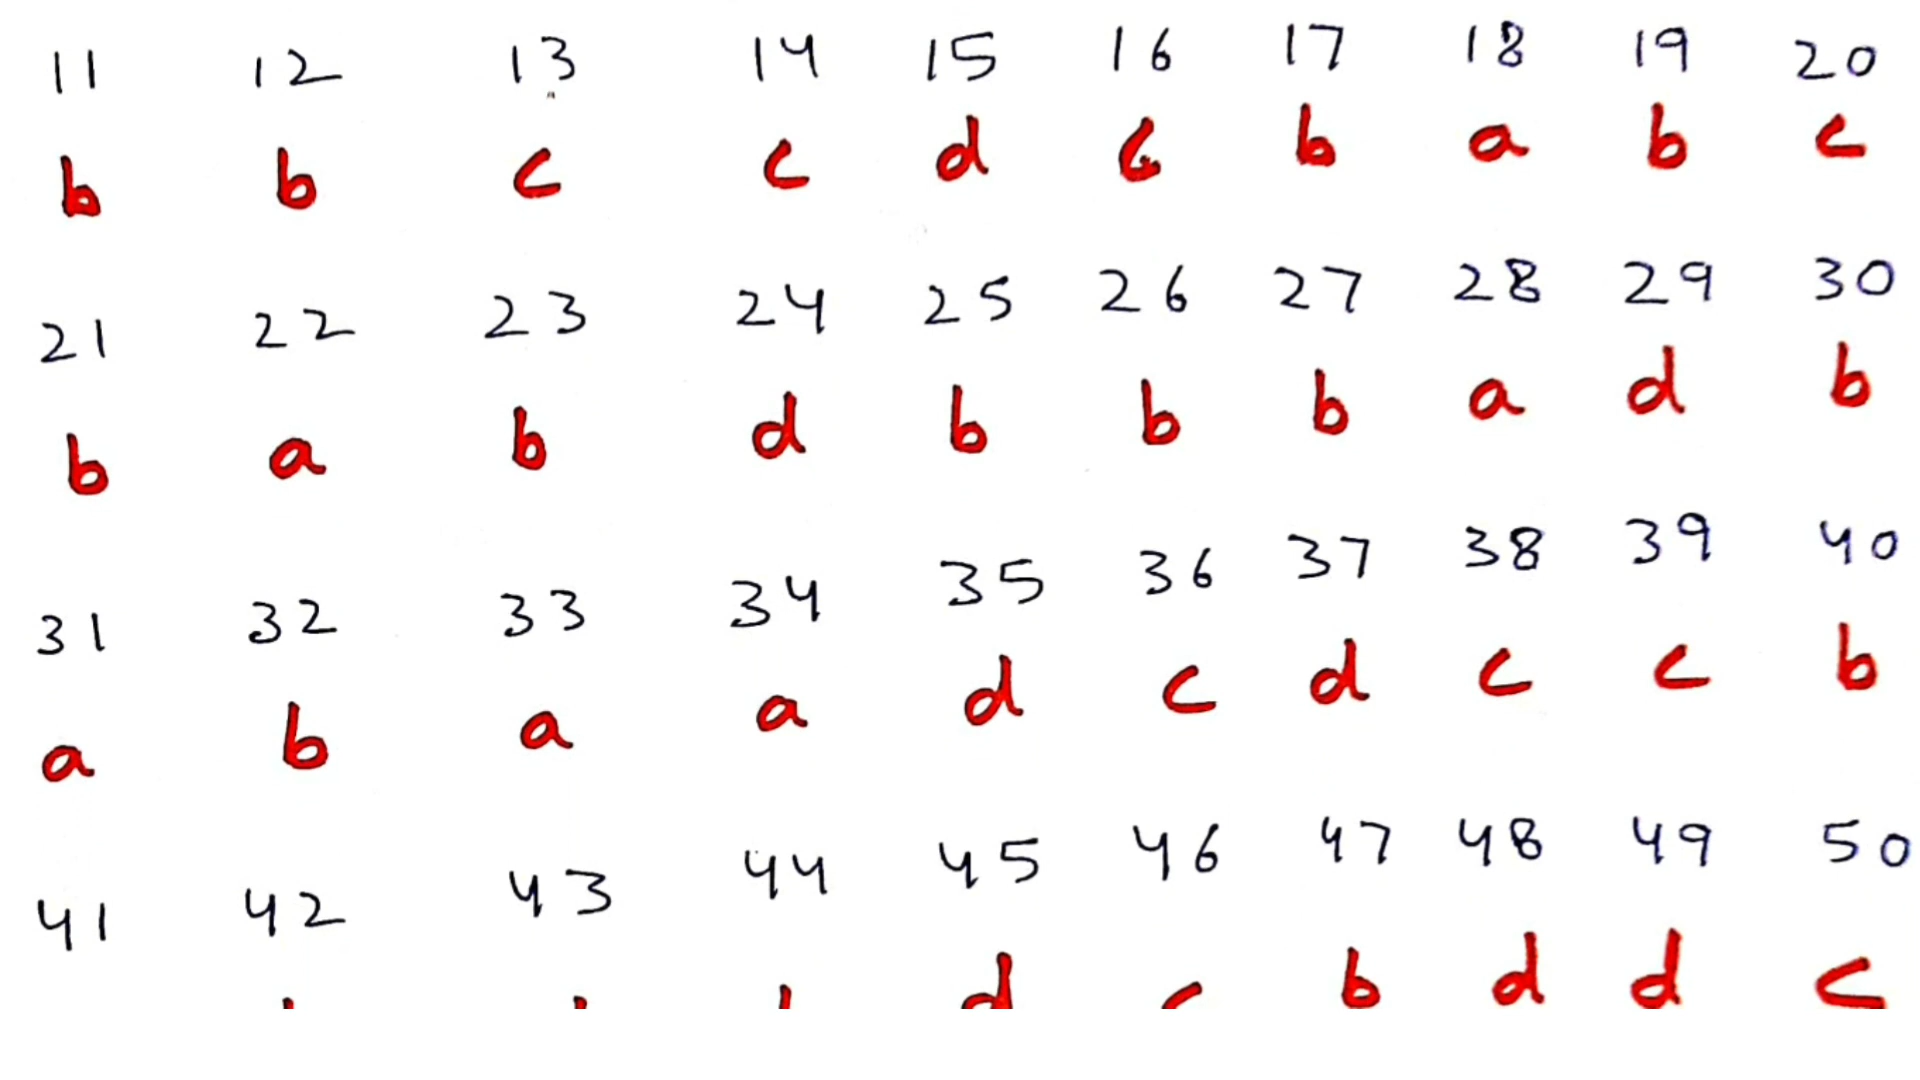 11 12 13 14 15 16 17 18 19 20
b b c c d c b a b c
21 22 23 24 25 26 27 28 29 30
b a b d b b b a d b
31 32 33 34 35 36 37 38 39 40
a b a a d c d c c b
41 42 43 44 45 46 47 48 49 50
d b d d c